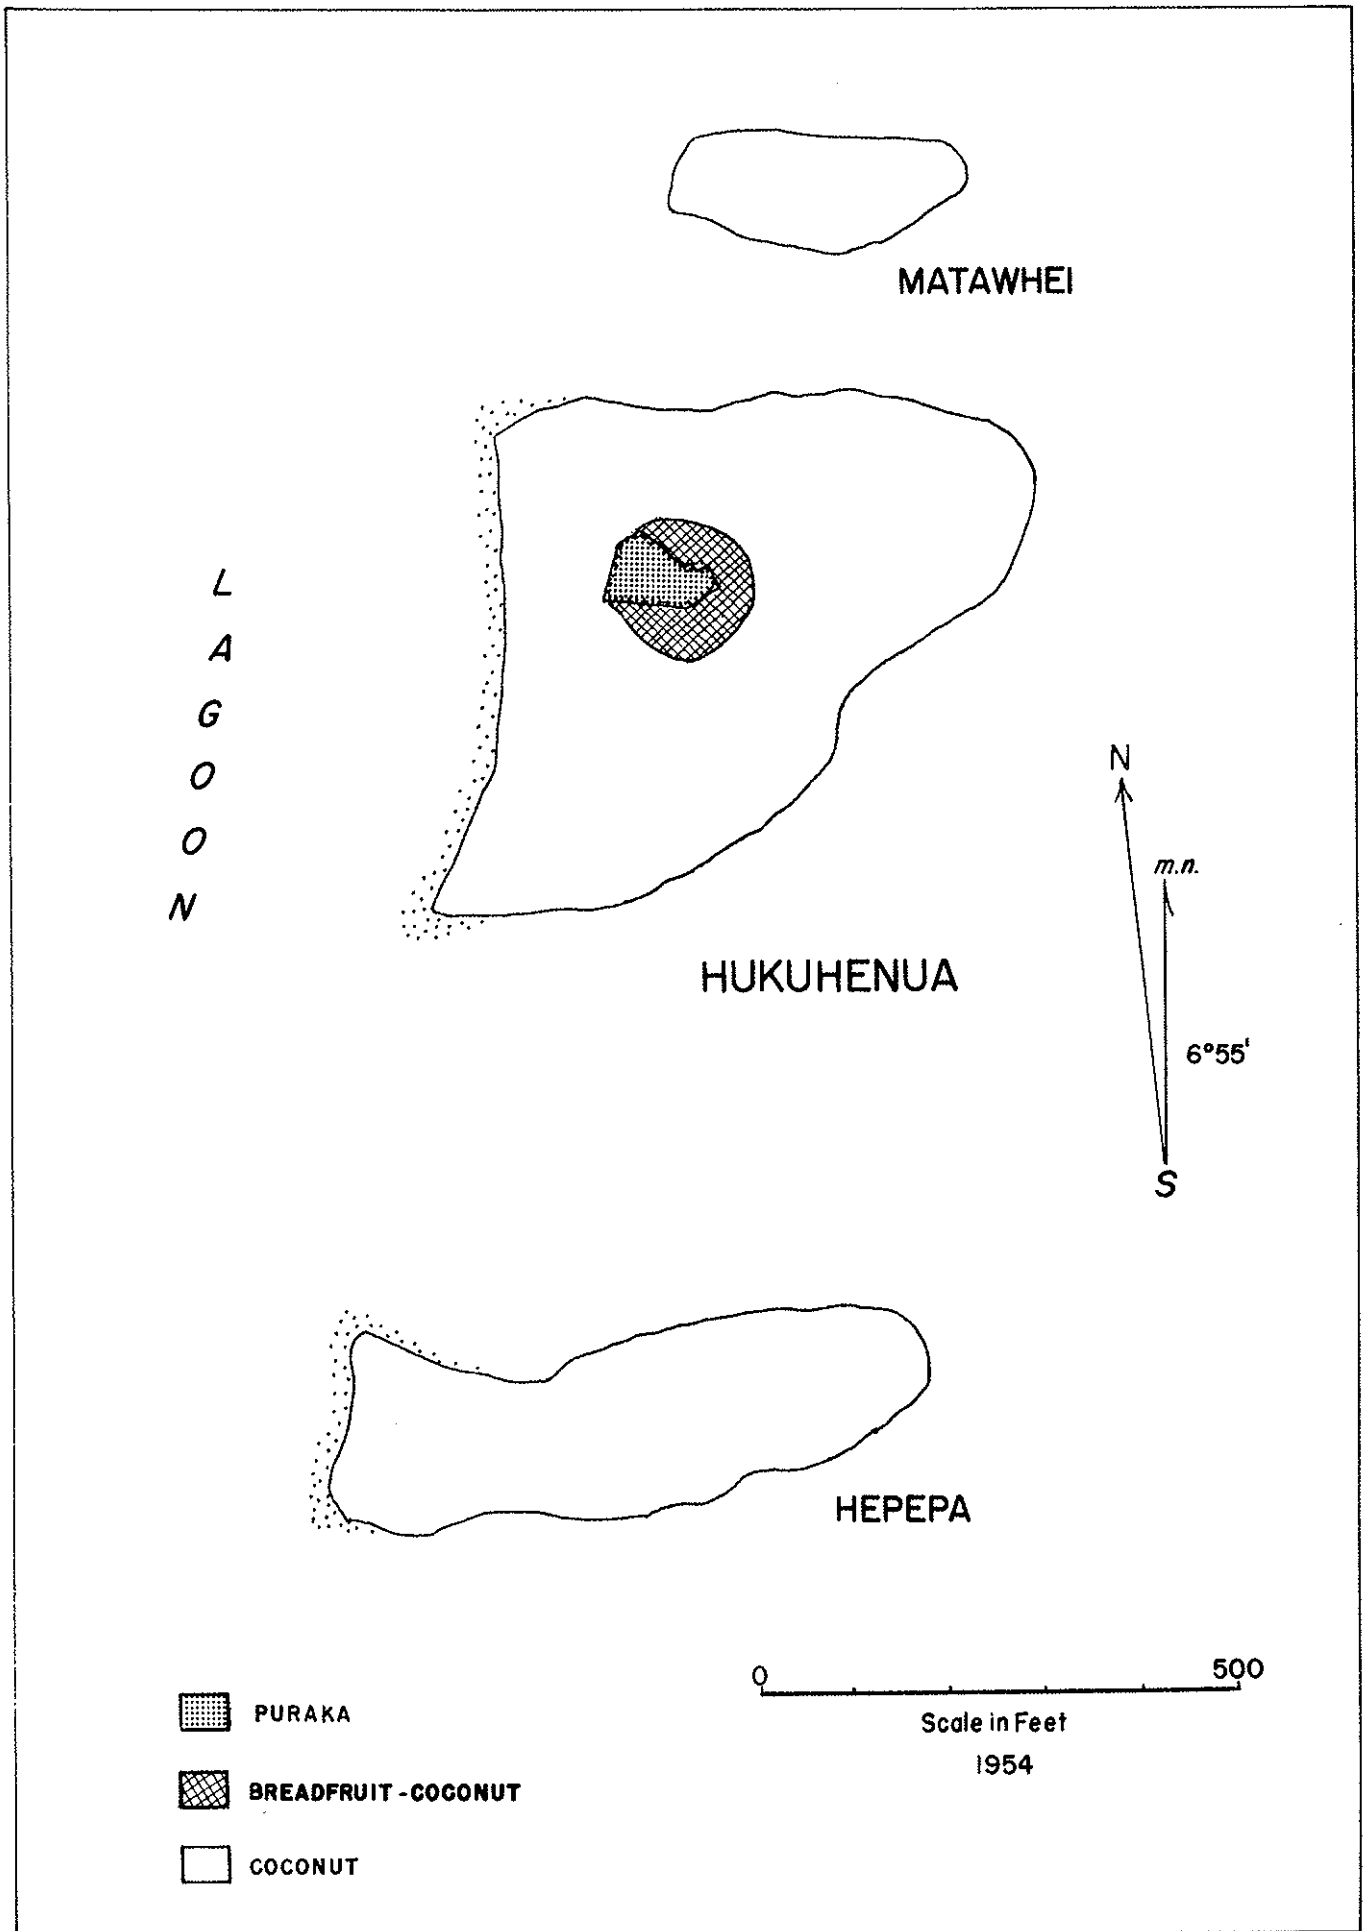 MATAWHEI
L
A
G
O
O
N
N
m.n.
HUKUHENUA
6°55'
S
HEPEPA
0 500
Scale in Feet
1954
PURAKA
BREADFRUIT-COCONUT
COCONUT